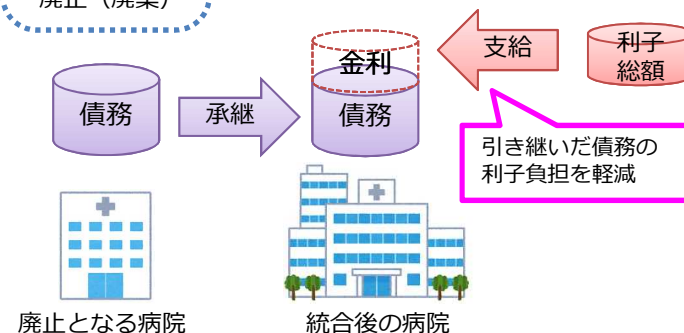 廃止（廃業）
金利
支給
利子
総額
債務
承継
債務
引き継いだ債務の
利子負担を軽減
廃止となる病院
統合後の病院